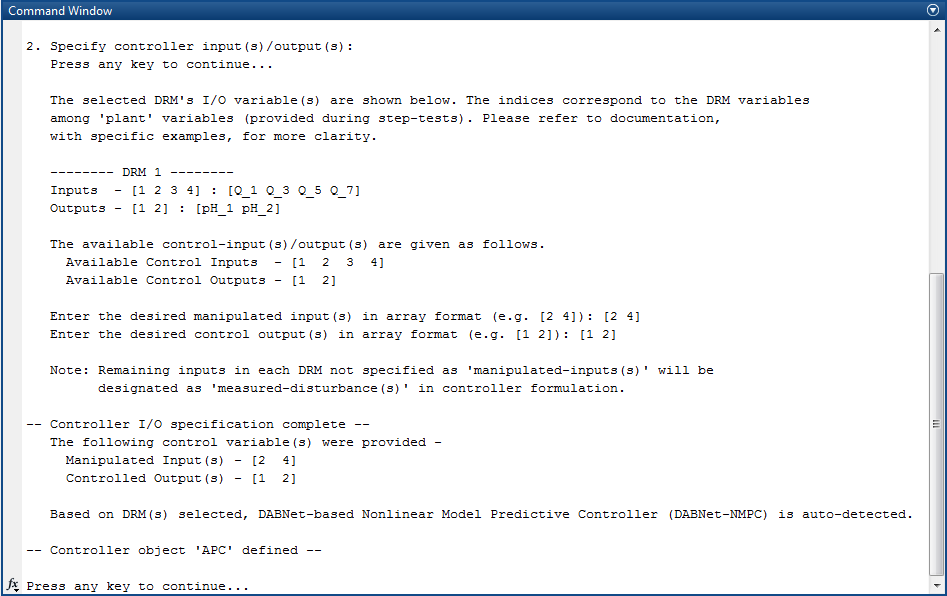 Command Window
2. Specify controller input(s)/output(s):
Press any key to continue...
The selected DRM's I/O variable(s) are shown below. The indices correspond to the DRM variables
among 'plant' variables (provided during step-tests). Please refer to documentation,
with specific examples, for more clarity.
-------- DRM 1 --------
Inputs  - [1 2 3 4] : [Q_1 Q_3 Q_5 Q_7]
Outputs - [1 2] : [pH_1 pH_2]
The available control-input(s)/output(s) are given as follows.
Available Control Inputs  - [1  2  3  4]
Available Control Outputs - [1  2]
Enter the desired manipulated input(s) in array format (e.g. [2 4]): [2 4]
Enter the desired control output(s) in array format (e.g. [1 2]): [1 2]
Note: Remaining inputs in each DRM not specified as 'manipulated-inputs(s)' will be
designated as 'measured-disturbance(s)' in controller formulation.
-- Controller I/O specification complete --
The following control variable(s) were provided -
Manipulated Input(s) - [2  4]
Controlled Output(s) - [1  2]
Based on DRM(s) selected, DABNet-based Nonlinear Model Predictive Controller (DABNet-NMPC) is auto-detected.
-- Controller object 'APC' defined --
fx Press any key to continue...